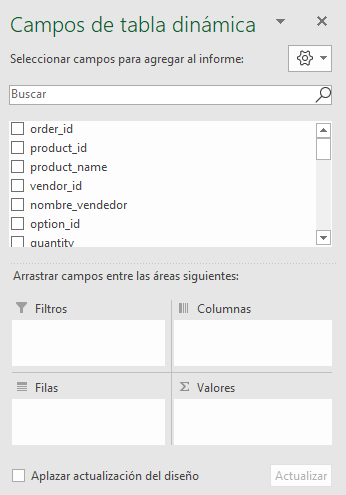 Campos de tabla dinámica
Seleccionar campos para agregar al informe:
Buscar
order_id
product_id
product_name
vendor_id
nombre_vendedor
option_id
quantity
Arrastrar campos entre las áreas siguientes:
Filtros
Columnas
Filas
Valores
Aplazar actualización del diseño
Actualizar